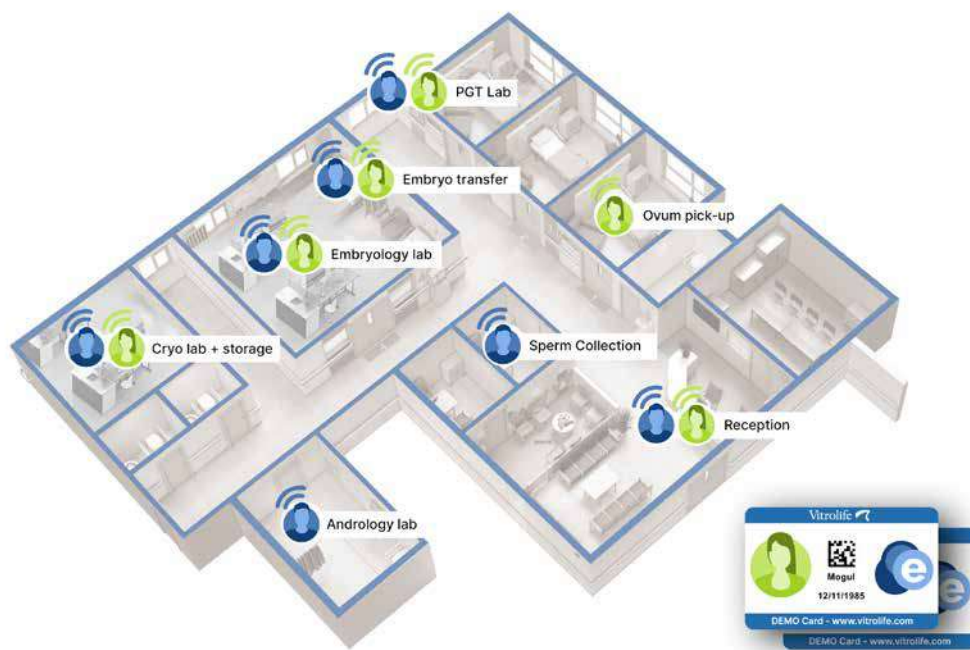 PGT Lab
Embryo transfer
Ovum pick-up
Embryology lab
Cryo lab + storage
Sperm Collection
Reception
Andrology lab
Vitrolife
Mogul
e
12/11/1985
DEMO Card - www.vitrolife.com
e
DEMO Card - www.vitrolife.com